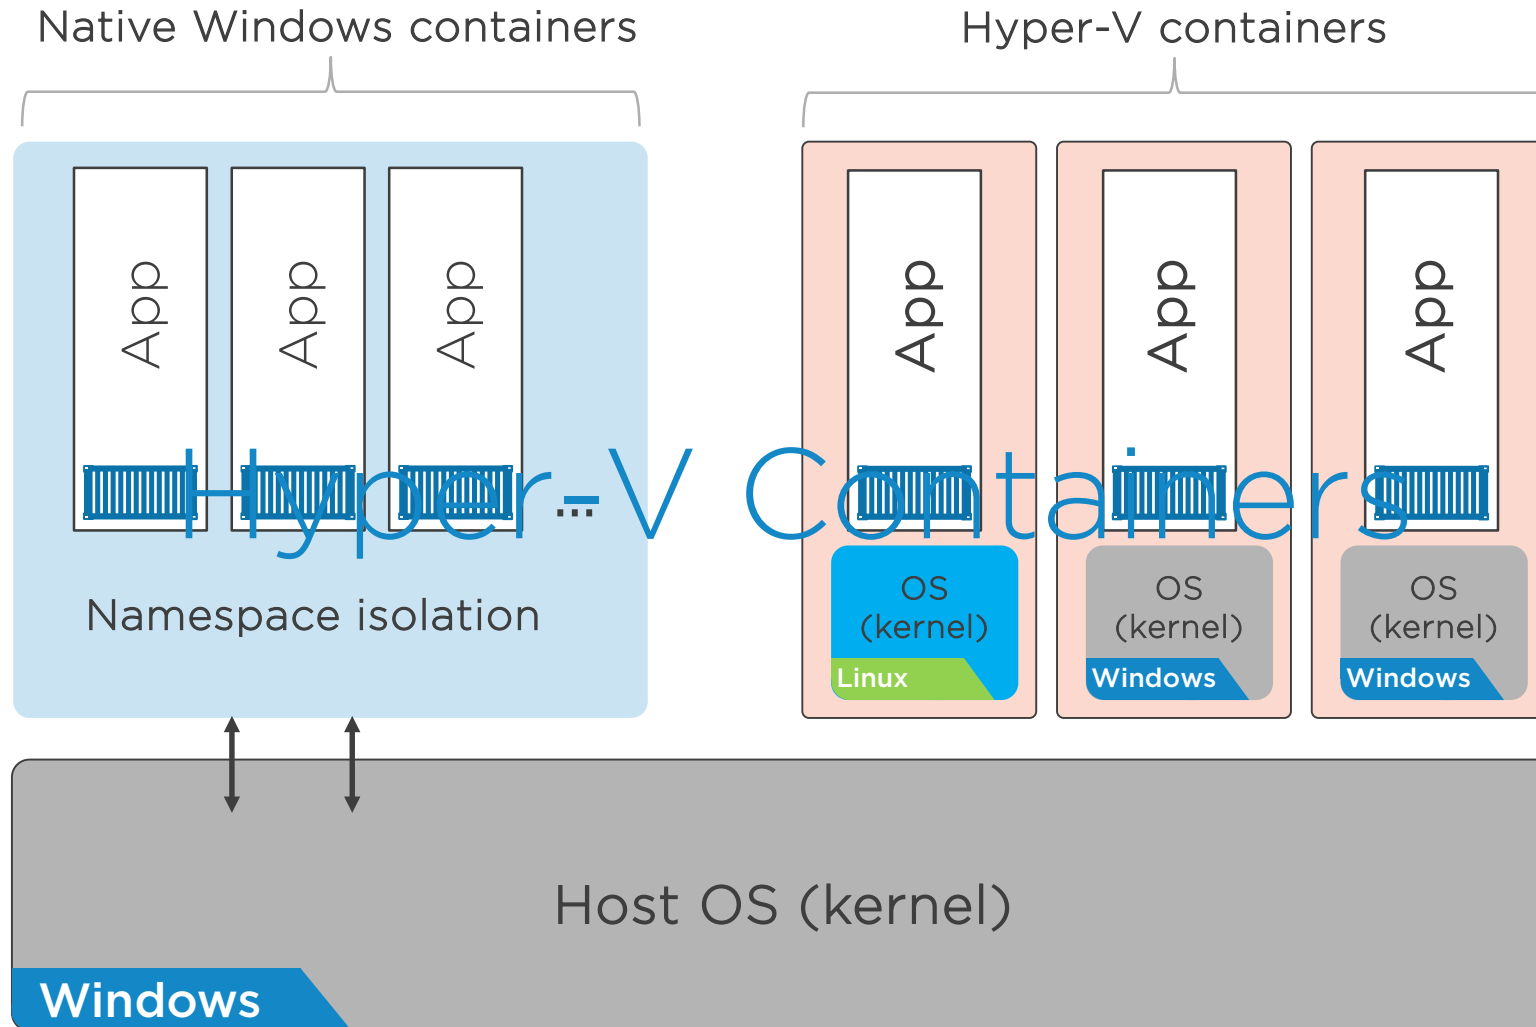 Native Windows containers
Hyper-V containers
App
App
App
App
App
App
Hyper-V Containers
...
Namespace isolation
OS
(kernel)
Linux
OS
(kernel)
Windows
OS
(kernel)
Windows
Host OS (kernel)
Windows